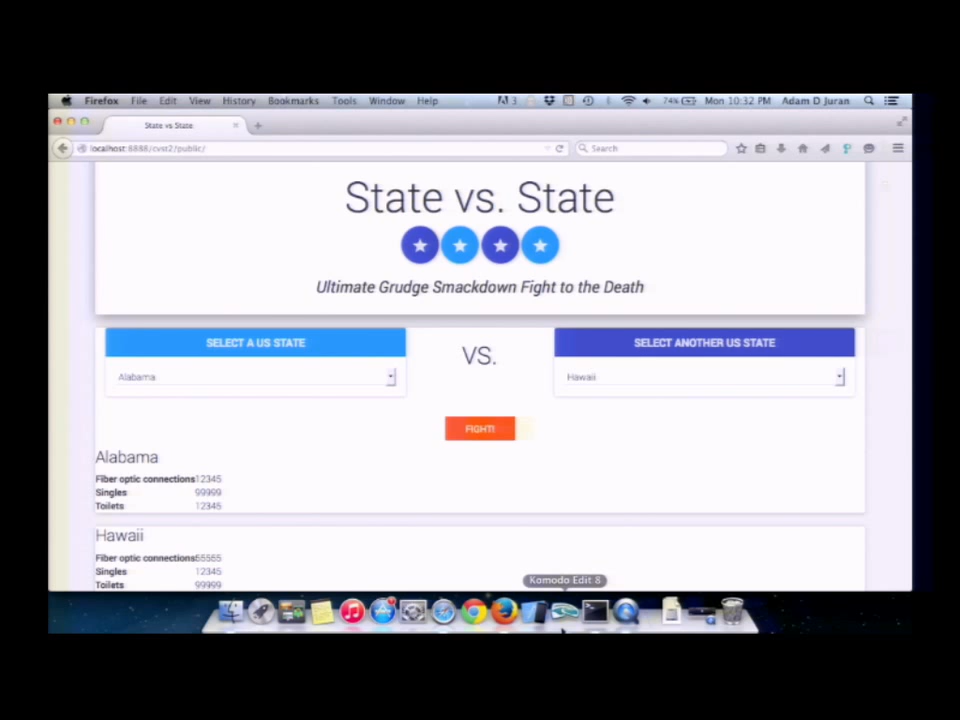 Firefox File Edit View History Bookmarks Tools Window Help 3 74% Mon 10:32 PM Adam D Juran
State vs State
localhost:8888/cvst2/public/ Search
State vs. State
Ultimate Grudge Smackdown Fight to the Death
SELECT A US STATE VS. SELECT ANOTHER US STATE
Alabama Hawaii
FIGHT!
Alabama
Fiber optic connections 12345
Singles 99999
Toilets 12345
Hawaii
Fiber optic connections 55555
Singles 12345
Toilets 99999
Komodo Edit 8